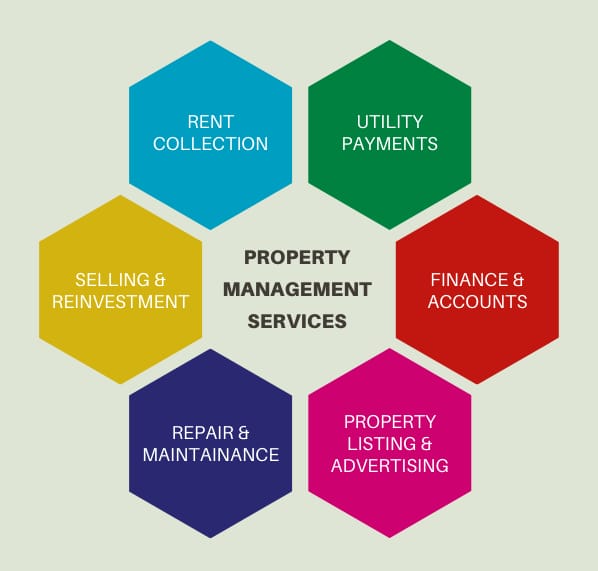 RENT
COLLECTION
UTILITY
PAYMENTS
SELLING &
REINVESTMENT
PROPERTY
MANAGEMENT
SERVICES
FINANCE &
ACCOUNTS
REPAIR &
MAINTAINANCE
PROPERTY
LISTING &
ADVERTISING